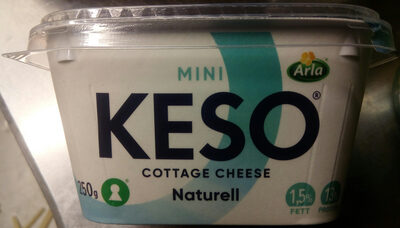 MINI
Arla
KESO®
COTTAGE CHEESE
250g
Naturell
1,5%
FETT